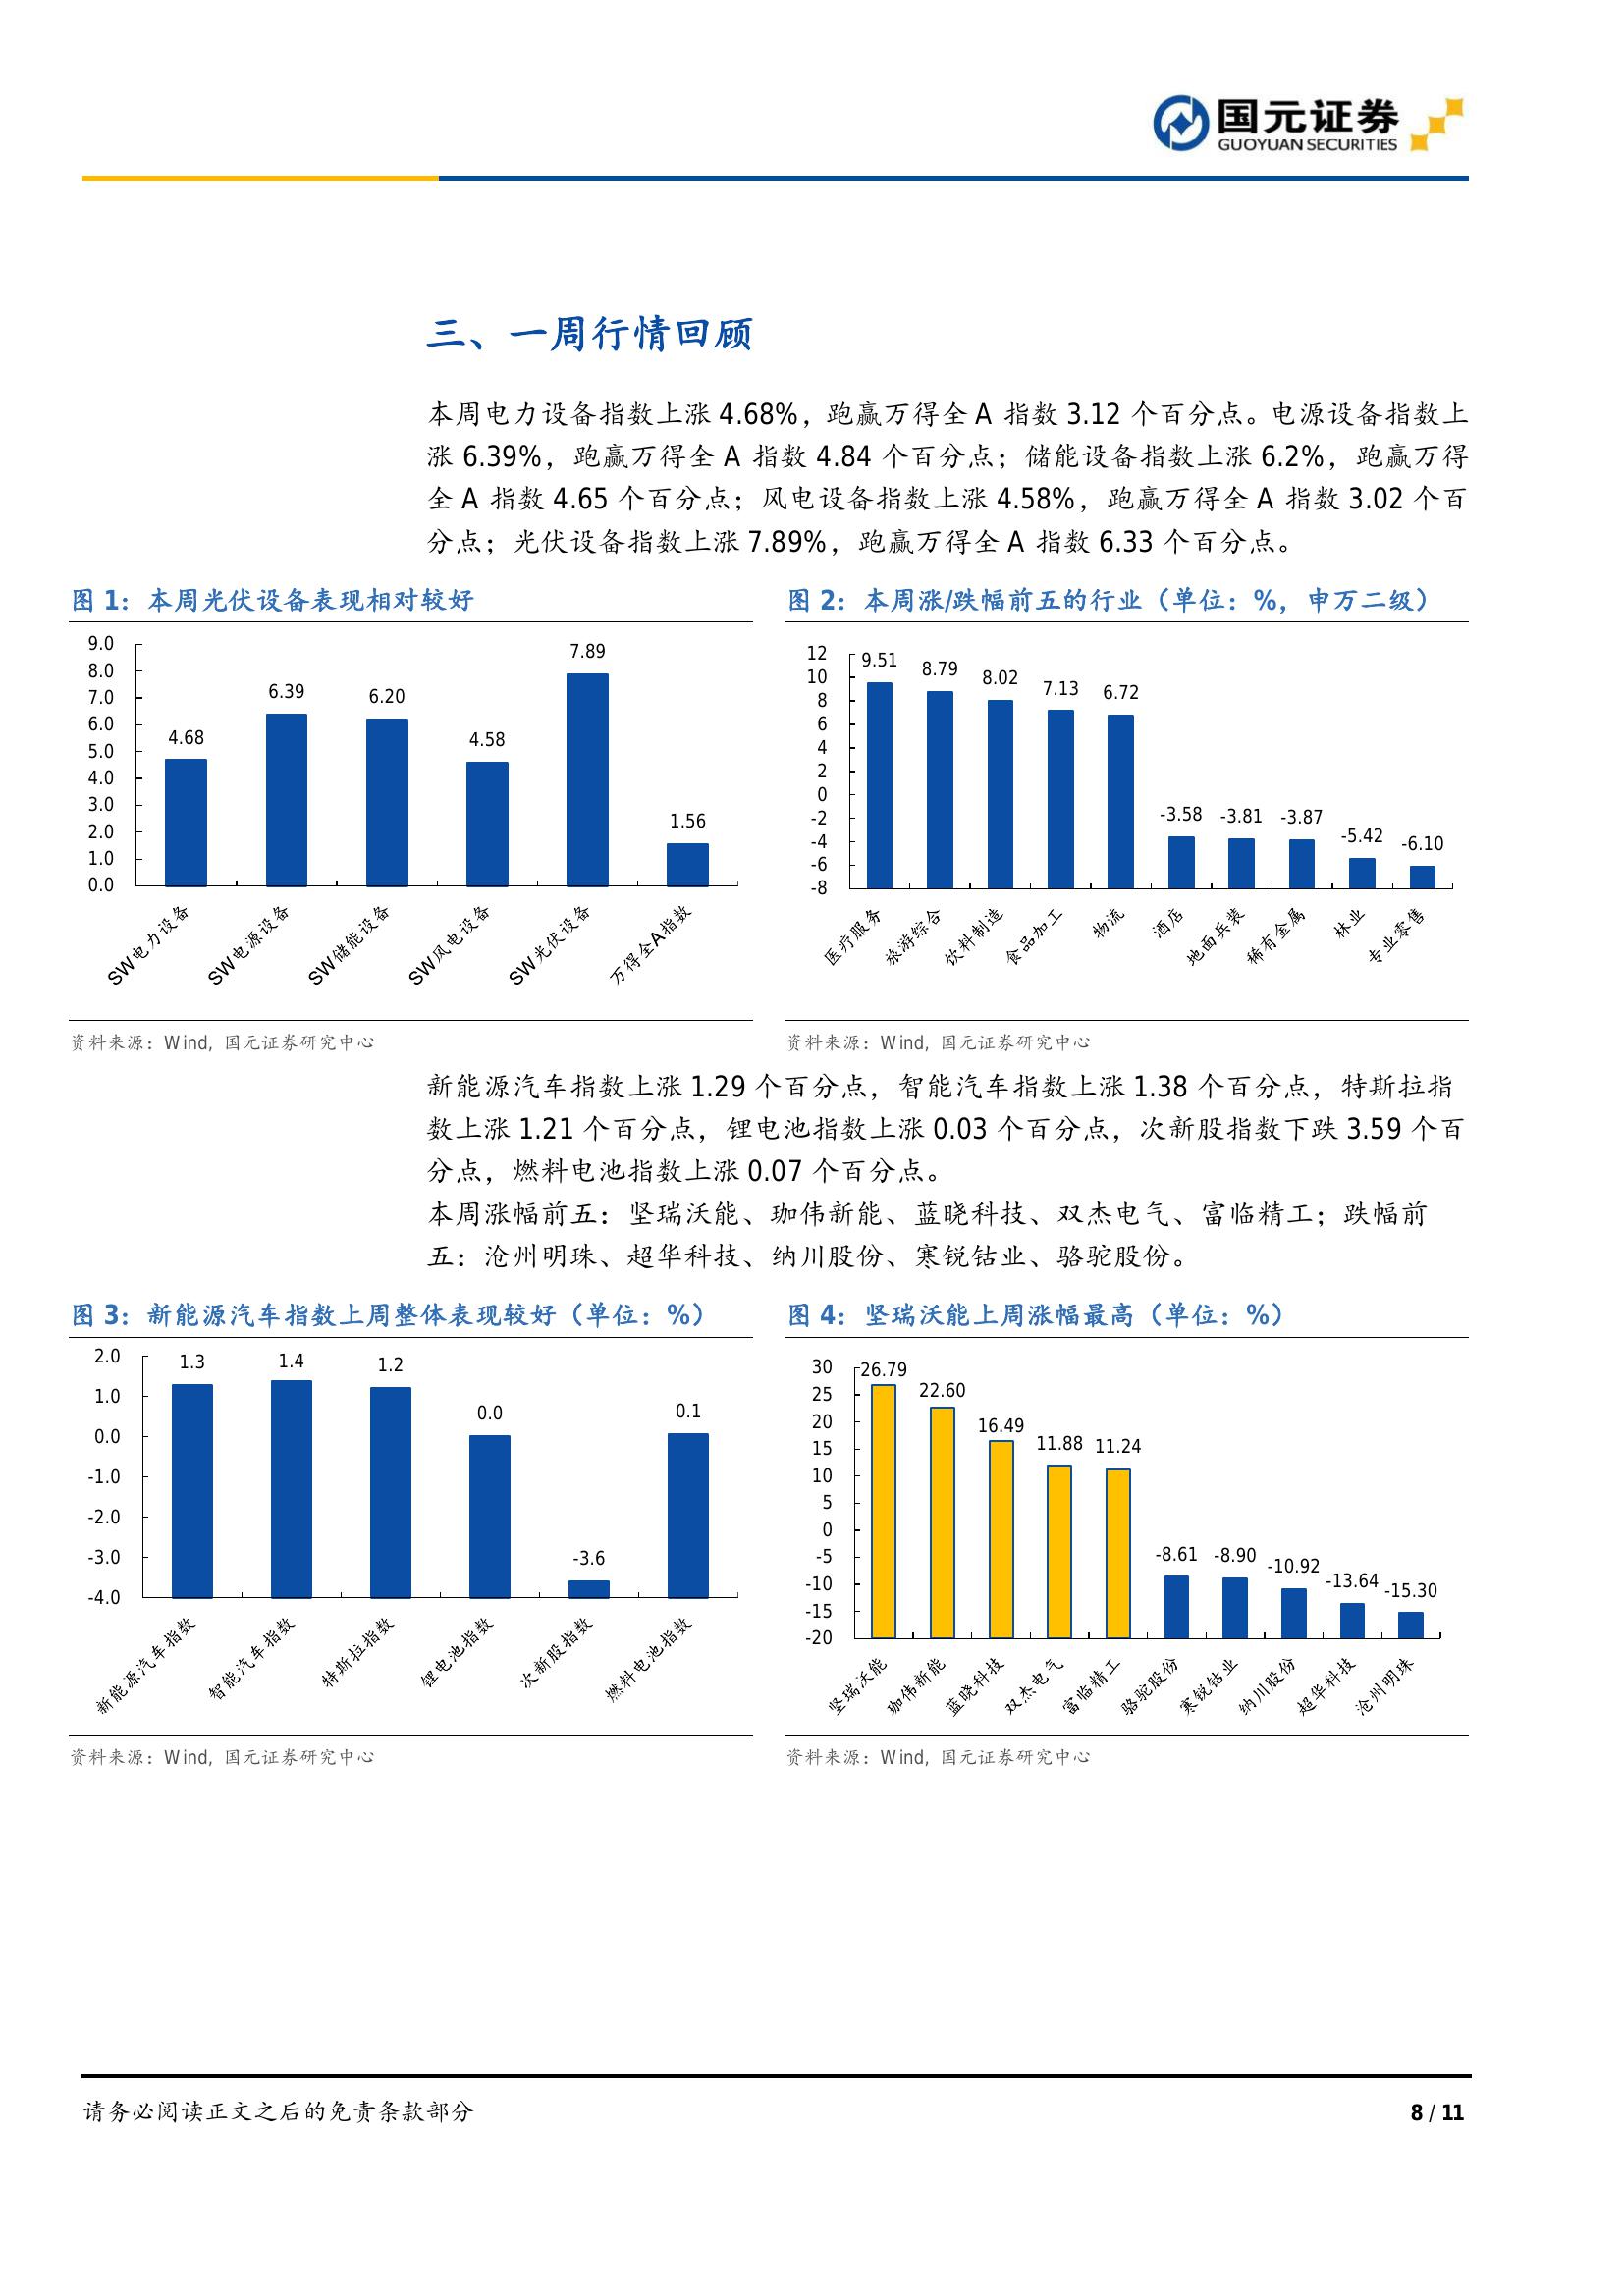 国元证券
GUOYUAN SECURITIES
三、一周行情回顾
本周电力设备指数上涨 4.68%，跑赢万得全 A 指数 3.12 个百分点。电源设备指数上
涨 6.39%，跑赢万得全 A 指数 4.84 个百分点；储能设备指数上涨 6.2%，跑赢万得
全 A 指数 4.65 个百分点；风电设备指数上涨 4.58%，跑赢万得全 A 指数 3.02 个百
分点；光伏设备指数上涨 7.89%，跑赢万得全 A 指数 6.33 个百分点。
图 1：本周光伏设备表现相对较好
9.0
8.0
7.0
6.0
5.0
4.0
3.0
2.0
1.0
0.0
4.68
6.39
6.20
4.58
7.89
1.56
SW电力设备
SW电源设备
SW储能设备
SW风电设备
SW光伏设备
万得全A指数
资料来源：Wind, 国元证券研究中心
图 2：本周涨/跌幅前五的行业（单位：%，申万二级）
12
10
8
6
4
2
0
-2
-4
-6
-8
9.51
8.79
8.02
7.13
6.72
-3.58
-3.81
-3.87
-5.42
-6.10
医疗服务
旅游综合
饮料制造
食品加工
物流
酒店
地面兵装
稀有金属
林业
专业零售
资料来源：Wind, 国元证券研究中心
新能源汽车指数上涨 1.29 个百分点，智能汽车指数上涨 1.38 个百分点，特斯拉指
数上涨 1.21 个百分点，锂电池指数上涨 0.03 个百分点，次新股指数下跌 3.59 个百
分点，燃料电池指数上涨 0.07 个百分点。
本周涨幅前五：坚瑞沃能、珈伟新能、蓝晓科技、双杰电气、富临精工；跌幅前
五：沧州明珠、超华科技、纳川股份、寒锐钴业、骆驼股份。
图 3：新能源汽车指数上周整体表现较好（单位：%）
2.0
1.0
0.0
-1.0
-2.0
-3.0
-4.0
1.3
1.4
1.2
0.0
-3.6
0.1
新能源汽车指数
智能汽车指数
特斯拉指数
锂电池指数
次新股指数
燃料电池指数
资料来源：Wind, 国元证券研究中心
图 4：坚瑞沃能上周涨幅最高（单位：%）
30
25
20
15
10
5
0
-5
-10
-15
-20
26.79
22.60
16.49
11.88
11.24
-8.61
-8.90
-10.92
-13.64
-15.30
坚瑞沃能
珈伟新能
蓝晓科技
双杰电气
富临精工
骆驼股份
寒锐钴业
纳川股份
超华科技
沧州明珠
资料来源：Wind, 国元证券研究中心
请务必阅读正文之后的免责条款部分
8 / 11